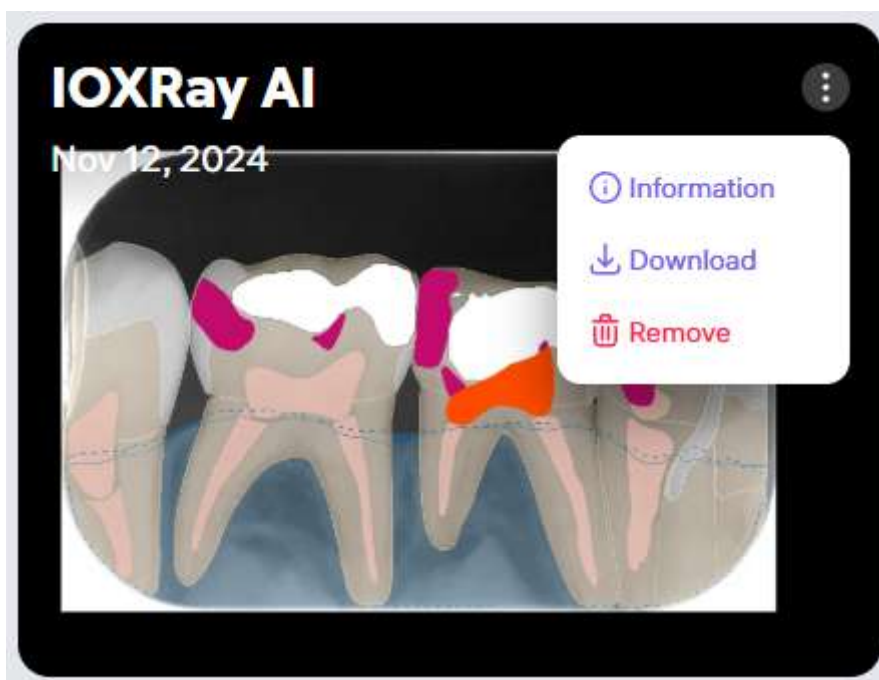 IOXRay AI
Nov 12, 2024
Information
Download
Remove